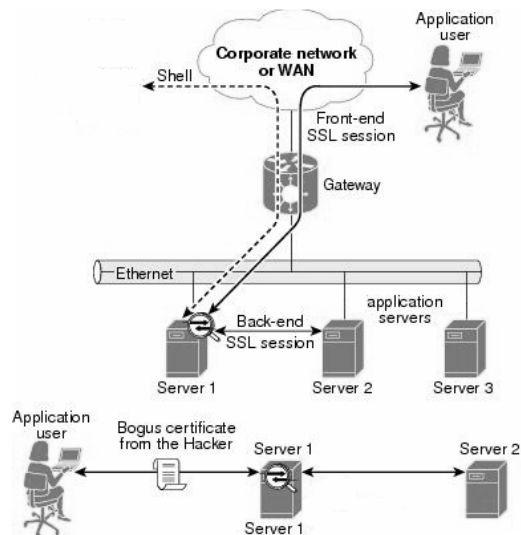 Application
user
Corporate network
or WAN
Shell
Front-end
SSL session
Gateway
Ethernet
application
servers
Back-end
SSL session
Server 1
Server 2
Server 3
Application
user
Bogus certificate
from the Hacker
Server 1
Server 2
Server 1